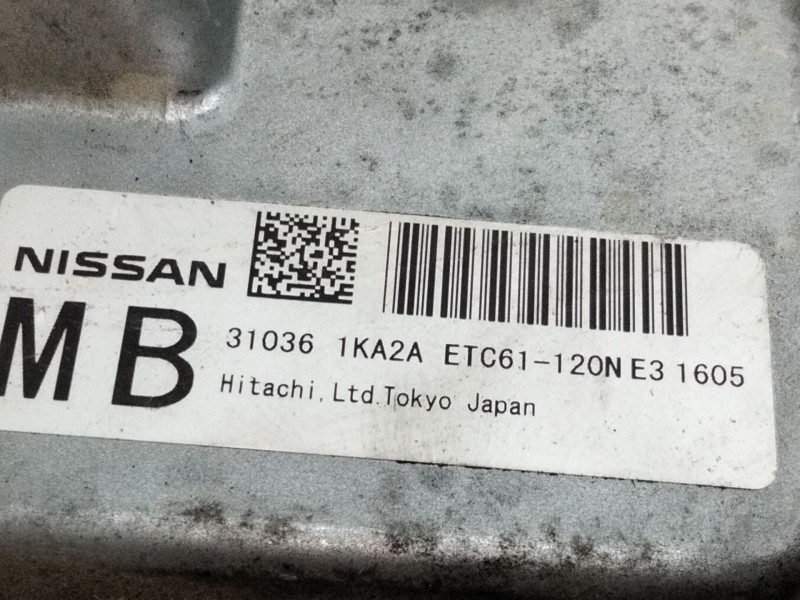 NISSAN
MB
31036 1KA2A ETC61-120N E3 1605
Hitachi, Ltd. Tokyo Japan